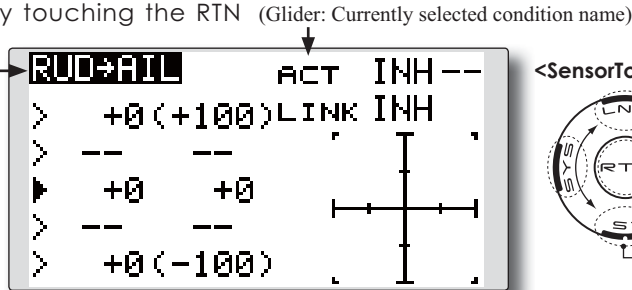 y touching the RTN (Glider: Currently selected condition name)
RUD→AIL ACT INH --
> +0(+100) LINK INH
> -- --
▶ +0 +0
> -- --
> +0(-100)
<SensorTo
LN
SYS
RT
S